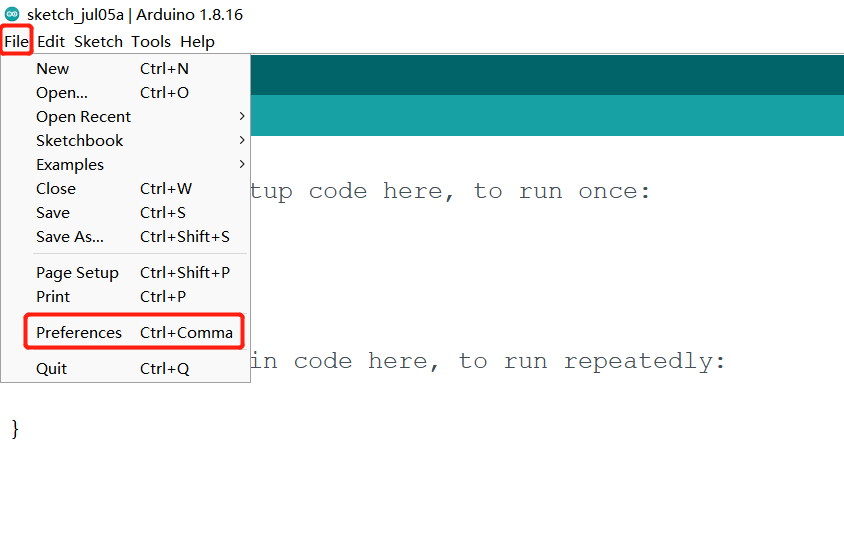 sketch_jul05a | Arduino 1.8.16
File Edit Sketch Tools Help
New Ctrl+N
Open... Ctrl+O
Open Recent
Sketchbook
Examples
Close Ctrl+W
Save Ctrl+S
Save As... Ctrl+Shift+S
Page Setup Ctrl+Shift+P
Print Ctrl+P
Preferences Ctrl+Comma
Quit Ctrl+Q
tup code here, to run once:
in code here, to run repeatedly:
}